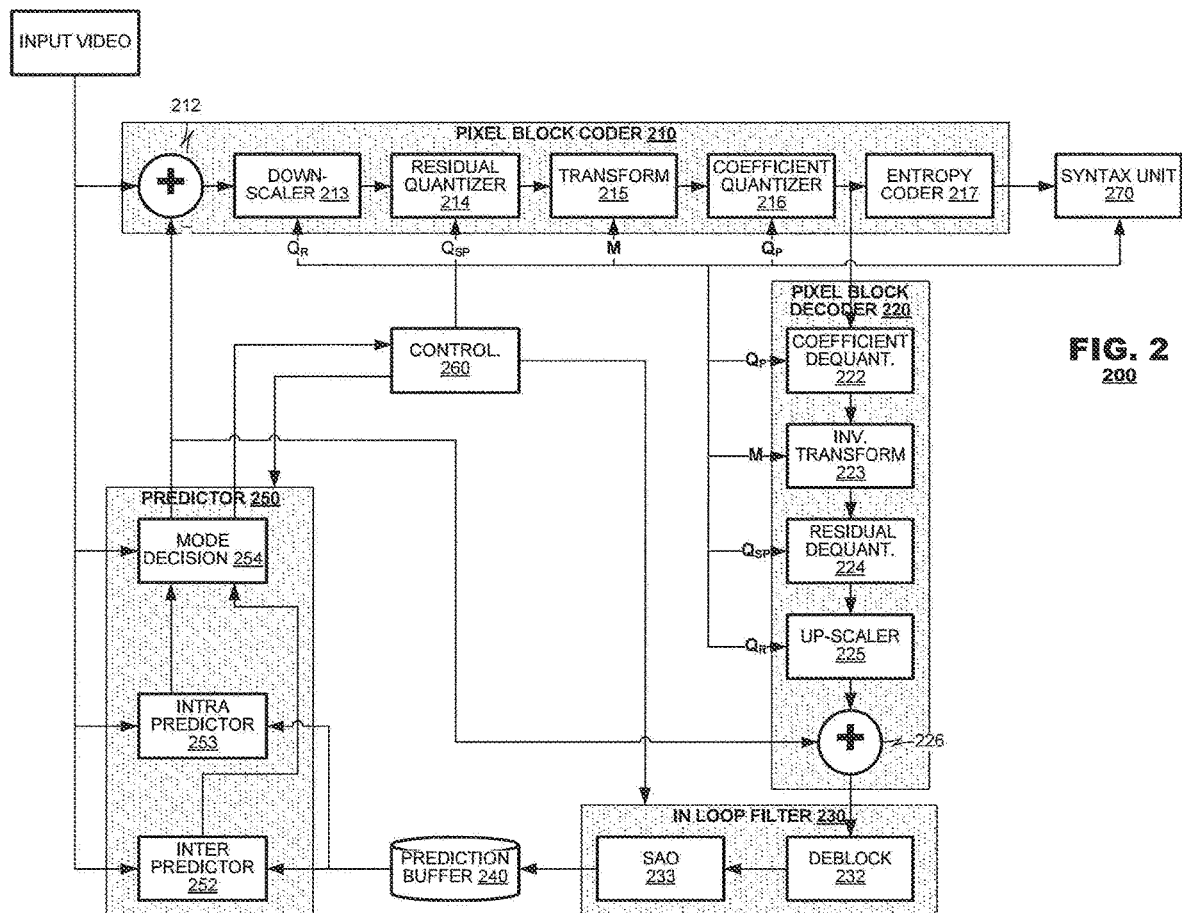 INPUT VIDEO
212
PIXEL BLOCK CODER 210
DOWN-
SCALER 213
RESIDUAL
QUANTIZER
214
TRANSFORM
215
COEFFICIENT
QUANTIZER
216
ENTROPY
CODER 217
SYNTAX UNIT
270
QR
QSP
M
QP
PIXEL BLOCK
DECODER 220
CONTROL.
260
QP
COEFFICIENT
DEQUANT.
222
FIG. 2
200
M
INV.
TRANSFORM
223
PREDICTOR 250
MODE
DECISION 254
QSP
RESIDUAL
DEQUANT.
224
QR
UP-SCALER
225
INTRA
PREDICTOR
253
226
IN LOOP FILTER 230
INTER
PREDICTOR
252
PREDICTION
BUFFER 240
SAO
233
DEBLOCK
232